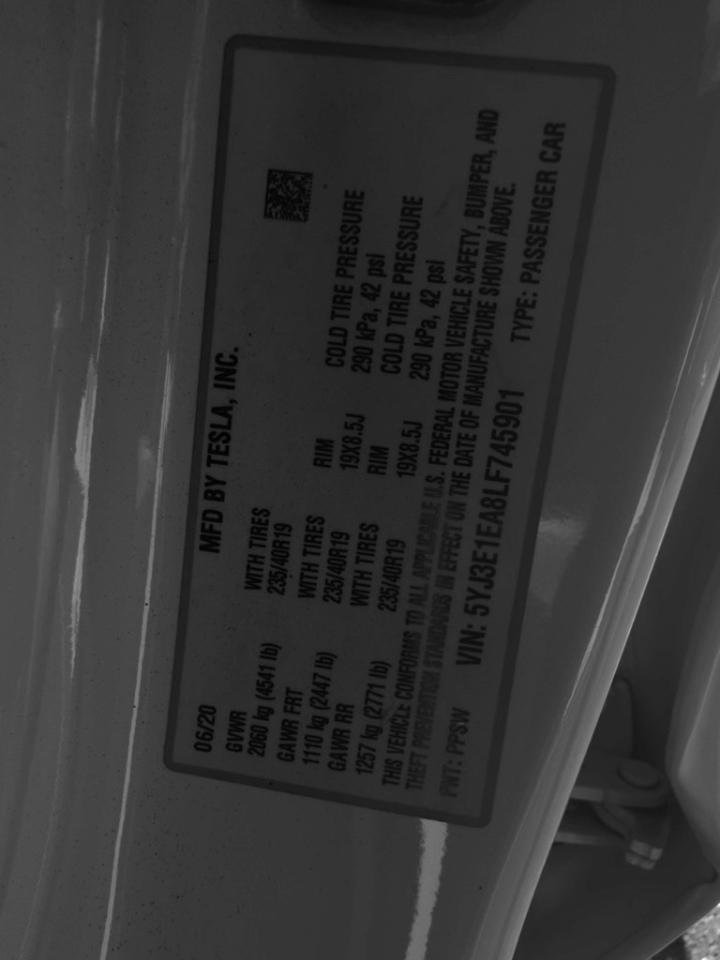 MFD BY TESLA, INC.
06/20
GVWR WITH TIRES
2060 kg (4541 lb) 235/40R19 RIM COLD TIRE PRESSURE
GAWR FRT WITH TIRES 19X8.5J 290 kPa, 42 psi
1110 kg (2447 lb) 235/40R19 RIM COLD TIRE PRESSURE
GAWR RR WITH TIRES 19X8.5J 290 kPa, 42 psi
1257 kg (2771 lb) 235/40R19
THIS VEHICLE CONFORMS TO ALL APPLICABLE U.S. FEDERAL MOTOR VEHICLE SAFETY, BUMPER, AND
THEFT PREVENTION STANDARDS IN EFFECT ON THE DATE OF MANUFACTURE SHOWN ABOVE.
PWT: PPSW VIN: 5YJ3E1EA8LF745901 TYPE: PASSENGER CAR